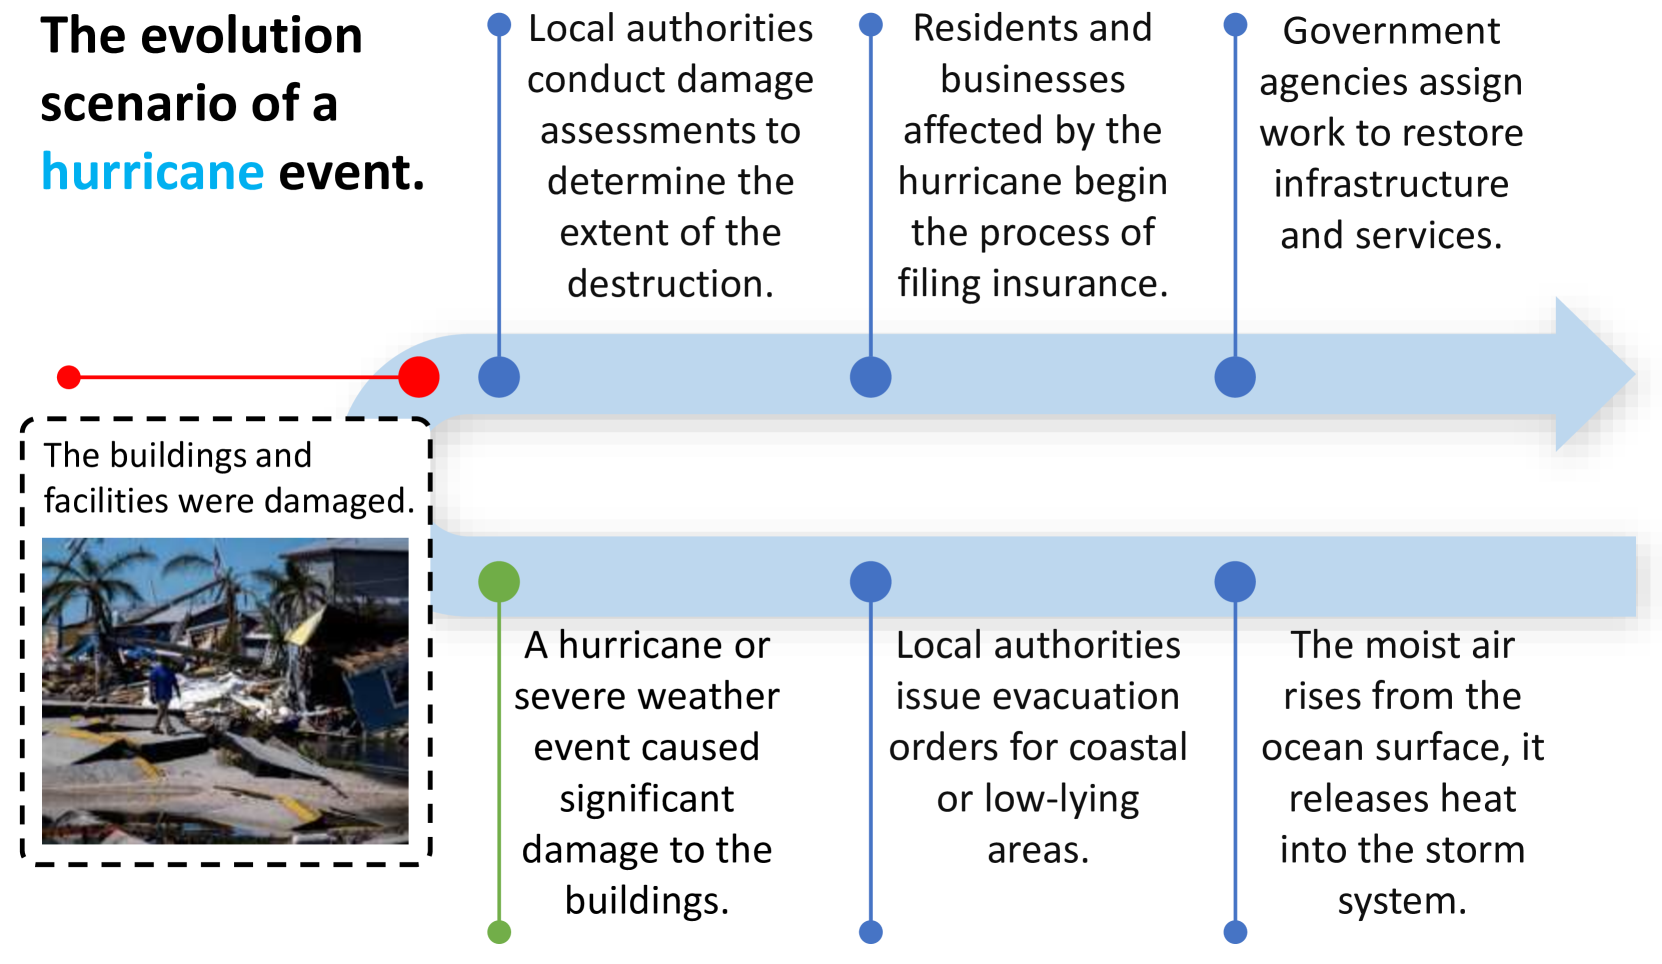 The evolution
scenario of a
hurricane event.
Local authorities
conduct damage
assessments to
determine the
extent of the
destruction.
Residents and
businesses
affected by the
hurricane begin
the process of
filing insurance.
Government
agencies assign
work to restore
infrastructure
and services.
The buildings and
facilities were damaged.
A hurricane or
severe weather
event caused
significant
damage to the
buildings.
Local authorities
issue evacuation
orders for coastal
or low-lying
areas.
The moist air
rises from the
ocean surface, it
releases heat
into the storm
system.